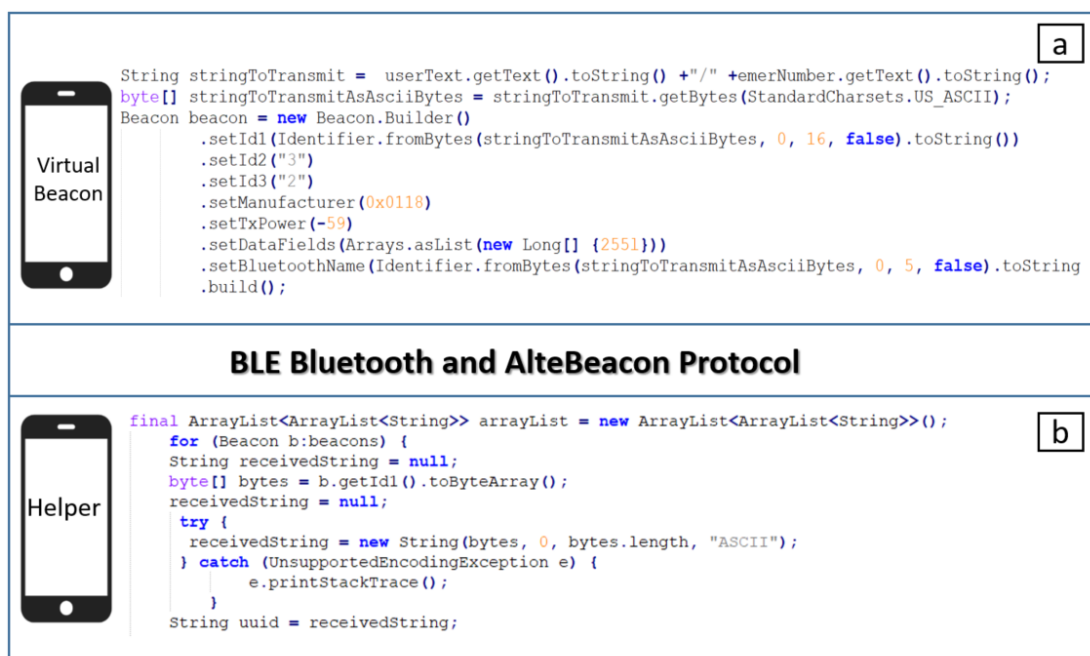 a
String stringToTransmit =  userText.getText().toString() +"/" +emerNumber.getText().toString();
byte[] stringToTransmitAsAsciiBytes = stringToTransmit.getBytes(StandardCharsets.US_ASCII);
Beacon beacon = new Beacon.Builder()
.setId1(Identifier.fromBytes(stringToTransmitAsAsciiBytes, 0, 16, false).toString())
.setId2("3")
.setId3("2")
.setManufacturer(0x0118)
.setTxPower(-59)
.setDataFields(Arrays.asList(new Long[] {255l}))
.setBluetoothName(Identifier.fromBytes(stringToTransmitAsAsciiBytes, 0, 5, false).toString
.build();
Virtual
Beacon
BLE Bluetooth and AlteBeacon Protocol
b
final ArrayList<ArrayList<String>> arrayList = new ArrayList<ArrayList<String>>();
for (Beacon b:beacons) {
String receivedString = null;
byte[] bytes = b.getId1().toByteArray();
receivedString = null;
try {
receivedString = new String(bytes, 0, bytes.length, "ASCII");
} catch (UnsupportedEncodingException e) {
e.printStackTrace();
}
String uuid = receivedString;
Helper